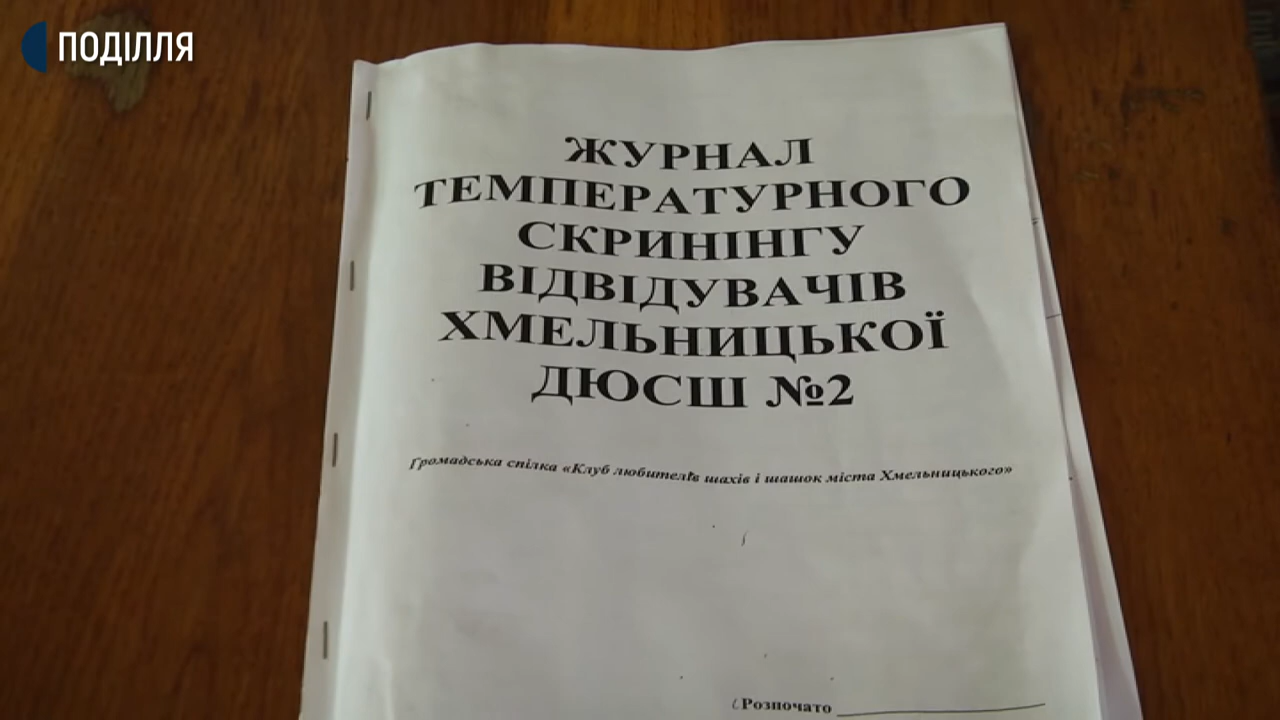 ПОДІЛЛЯ
ЖУРНАЛ
ТЕМПЕРАТУРНОГО
СКРИНІНГУ
ВІДВІДУВАЧІВ
ХМЕЛЬНИЦЬКОЇ
ДЮСШ №2
Громадська спілка «Клуб любителів шахів і шашок міста Хмельницького»
Розпочато